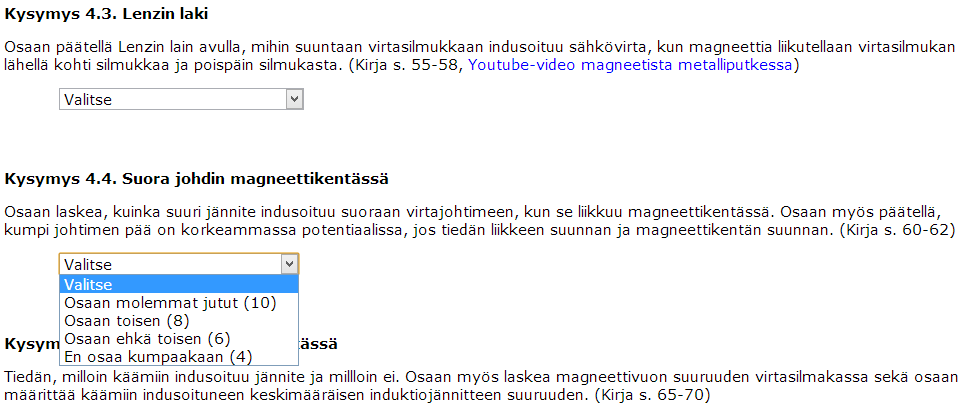 Kysymys 4.3. Lenzin laki
Osaan päätellä Lenzin lain avulla, mihin suuntaan virtasilmukkaan indusoituu sähkövirta, kun magneettia liikutellaan virtasilmukan
lähellä kohti silmukkaa ja poispäin silmukasta. (Kirja s. 55-58, Youtube-video magneetista metalliputkessa)
Valitse
Kysymys 4.4. Suora johdin magneettikentässä
Osaan laskea, kuinka suuri jännite indusoituu suoraan virtajohtimeen, kun se liikkuu magneettikentässä. Osaan myös päätellä,
kumpi johtimen pää on korkeammassa potentiaalissa, jos tiedän liikkeen suunnan ja magneettikentän suunnan. (Kirja s. 60-62)
Valitse
Valitse
Osaan molemmat jutut (10)
Osaan toisen (8)
Osaan ehkä toisen (6)
En osaa kumpaakaan (4)
Kysym tässä
Tiedän, milloin käämiin indusoituu jännite ja millloin ei. Osaan myös laskea magneettivuon suuruuden virtasilmakassa sekä osaan
määrittää käämiin indusoituneen keskimääräisen induktiojännitteen suuruuden. (Kirja s. 65-70)